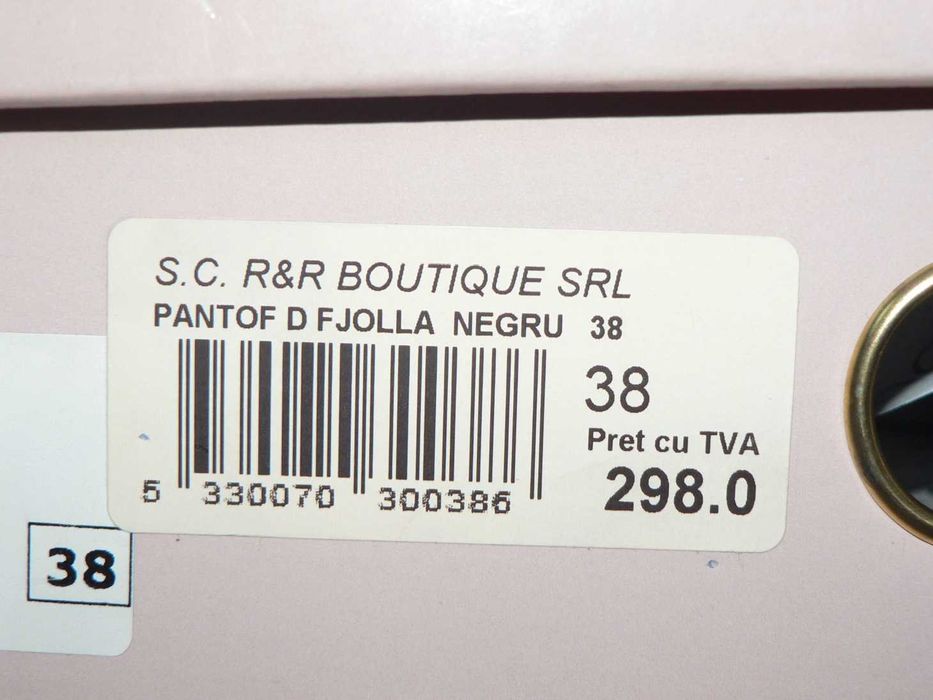 S.C. R&R BOUTIQUE SRL
PANTOF D FJOLLA NEGRU 38
38
Pret cu TVA
298.0
5 330070 300386
38